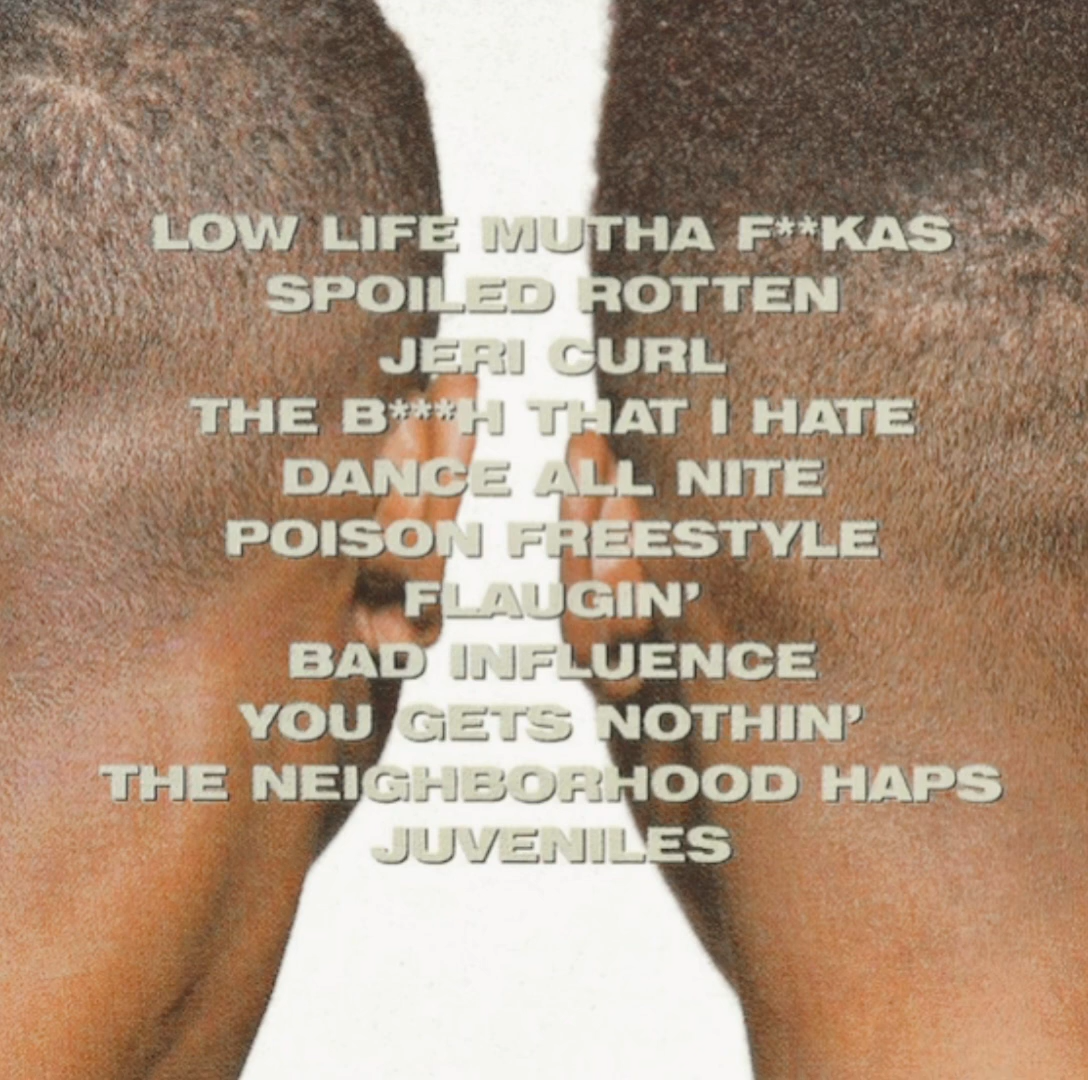 LOW LIFE MUTHA F**KAS
SPOILED ROTTEN
JERI CURL
THE B***H THAT I HATE
DANCE ALL NITE
POISON FREESTYLE
FLAUGIN’
BAD INFLUENCE
YOU GETS NOTHIN’
THE NEIGHBORHOOD HAPS
JUVENILES